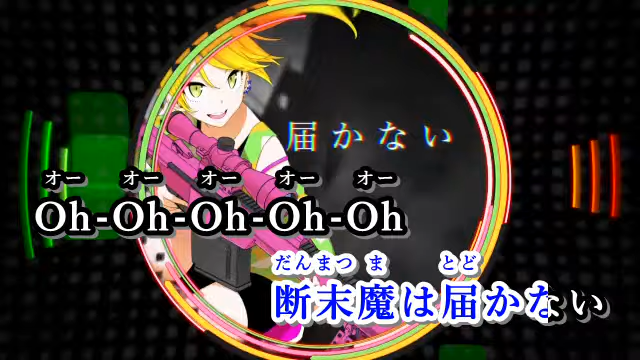 届かない
オー オー オー オー オー
Oh-Oh-Oh-Oh-Oh
だんまつ ま とど
断末魔は届かない